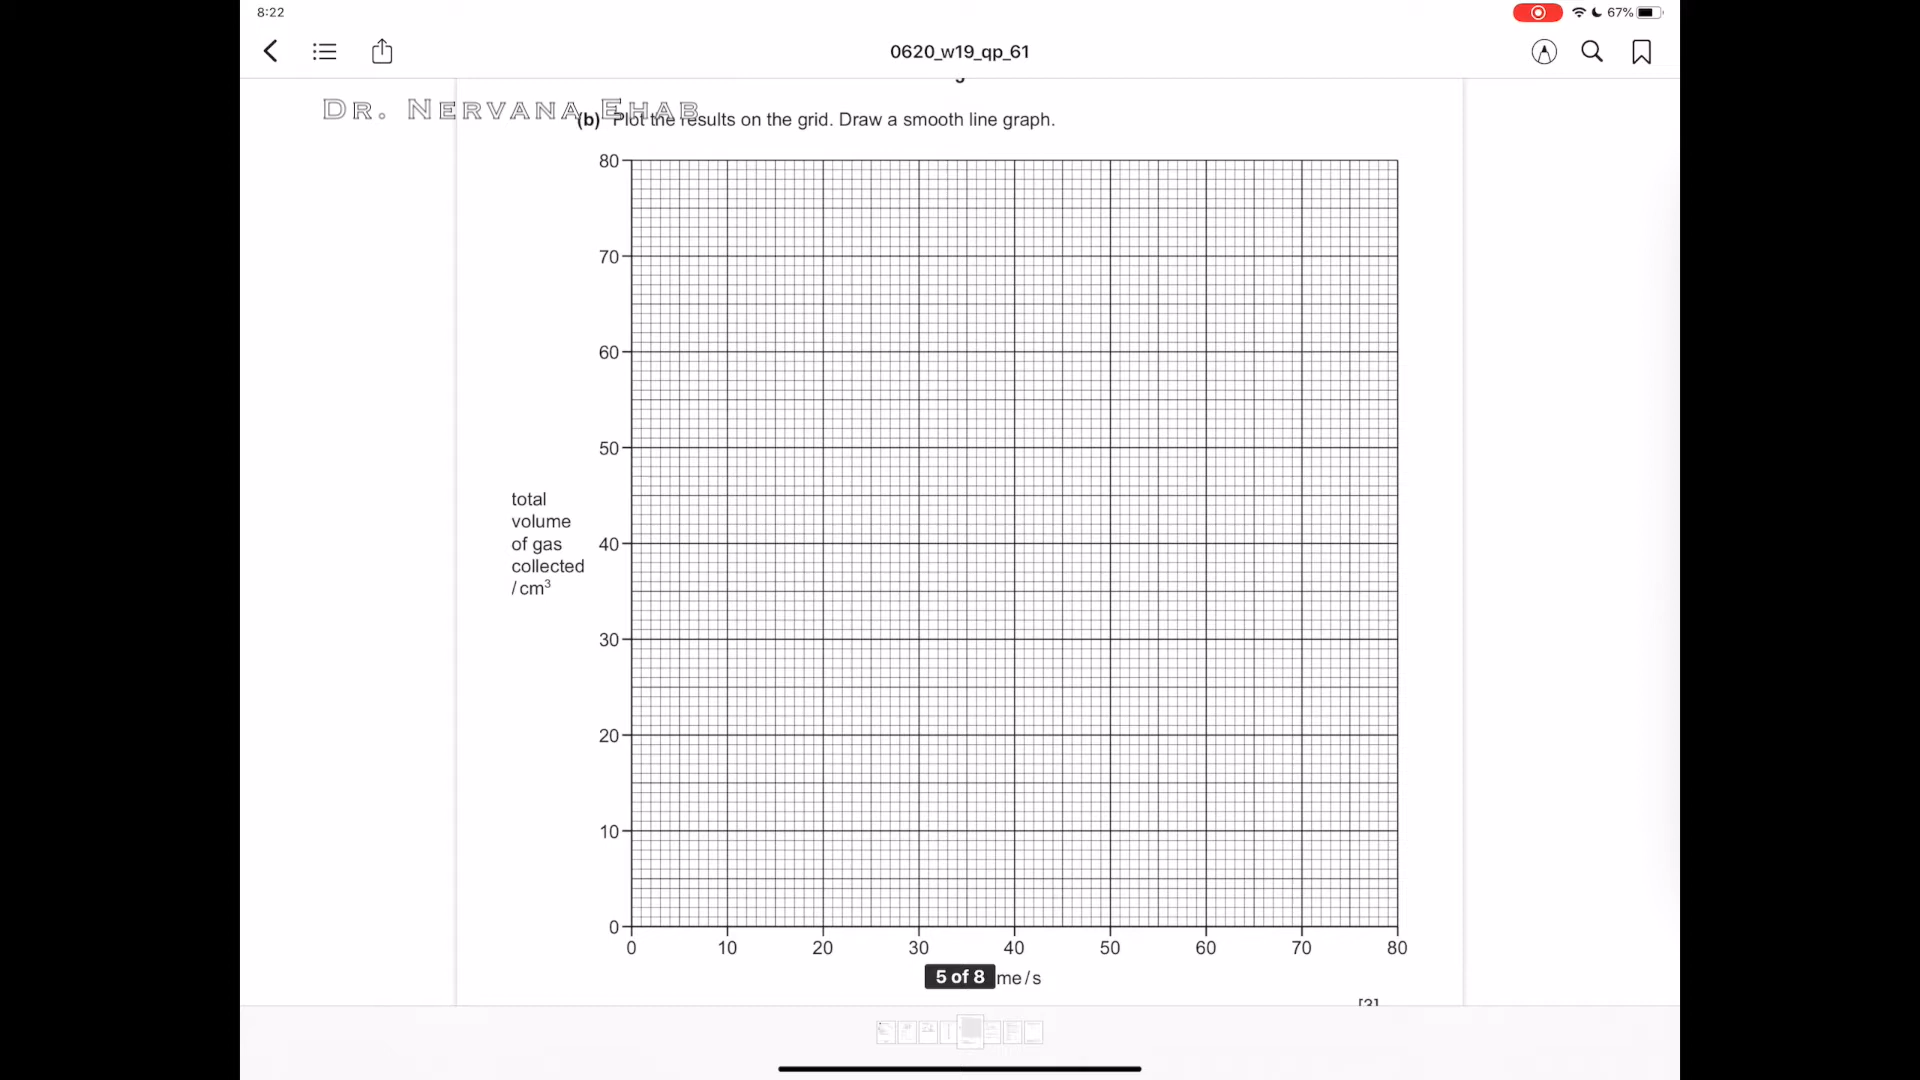 8:22
67%
0620_w19_qp_61
DR. NERVANA EHAB
(b) Plot the results on the grid. Draw a smooth line graph.
80
70
60
50
total
volume
of gas
collected
/ cm³
40
30
20
10
0
0 10 20 30 40 50 60 70 80
5 of 8 me / s
[3]